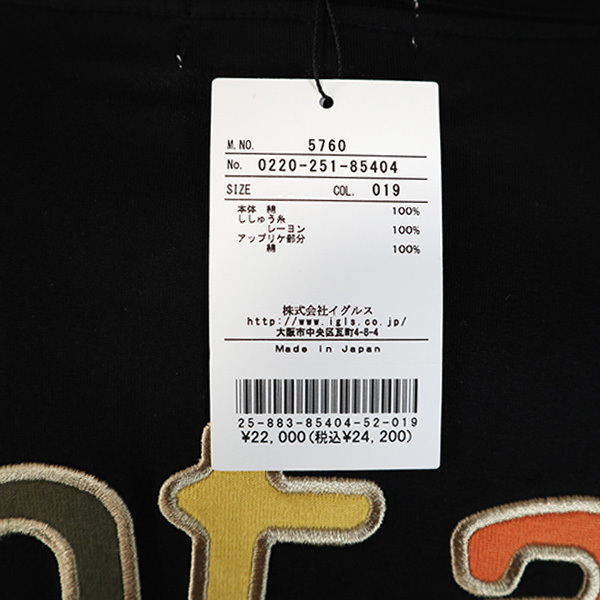 M.NO. 5760
No. 0220-251-85404
SIZE COL. 019
本体 綿 100%
ししゅう糸
レーヨン 100%
アップリケ部分
綿 100%
株式会社イグルス
http://www.igls.co.jp/
大阪市中央区瓦町4-8-4
Made in Japan
25-883-85404-52-019
¥22,000(税込¥24,200)
nta